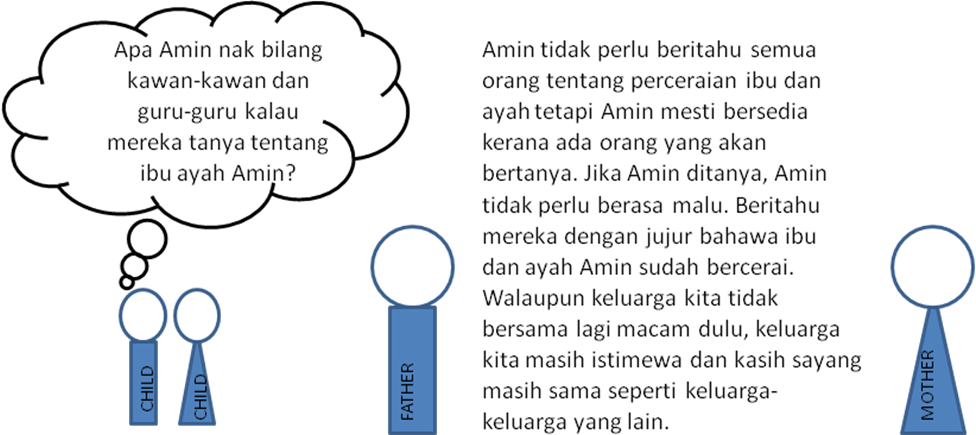 Apa Amin nak bilang
kawan-kawan dan
guru-guru kalau
mereka tanya tentang
ibu ayah Amin?
Amin tidak perlu beritahu semua
orang tentang perceraian ibu dan
ayah tetapi Amin mesti bersedia
kerana ada orang yang akan
bertanya. Jika Amin ditanya, Amin
tidak perlu berasa malu. Beritahu
mereka dengan jujur bahawa ibu
dan ayah Amin sudah bercerai.
Walaupun keluarga kita tidak
bersama lagi macam dulu, keluarga
kita masih istimewa dan kasih sayang
masih sama seperti keluarga-
keluarga yang lain.
CHILD
CHILD
FATHER
MOTHER